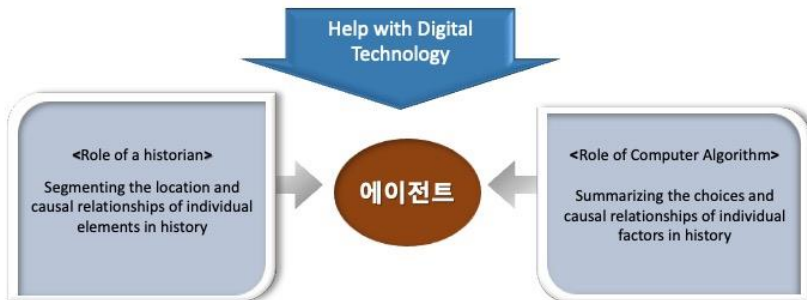 Help with Digital
Technology
<Role of a historian>
Segmenting the location and
causal relationships of individual
elements in history
에이전트
<Role of Computer Algorithm>
Summarizing the choices and
causal relationships of individual
factors in history